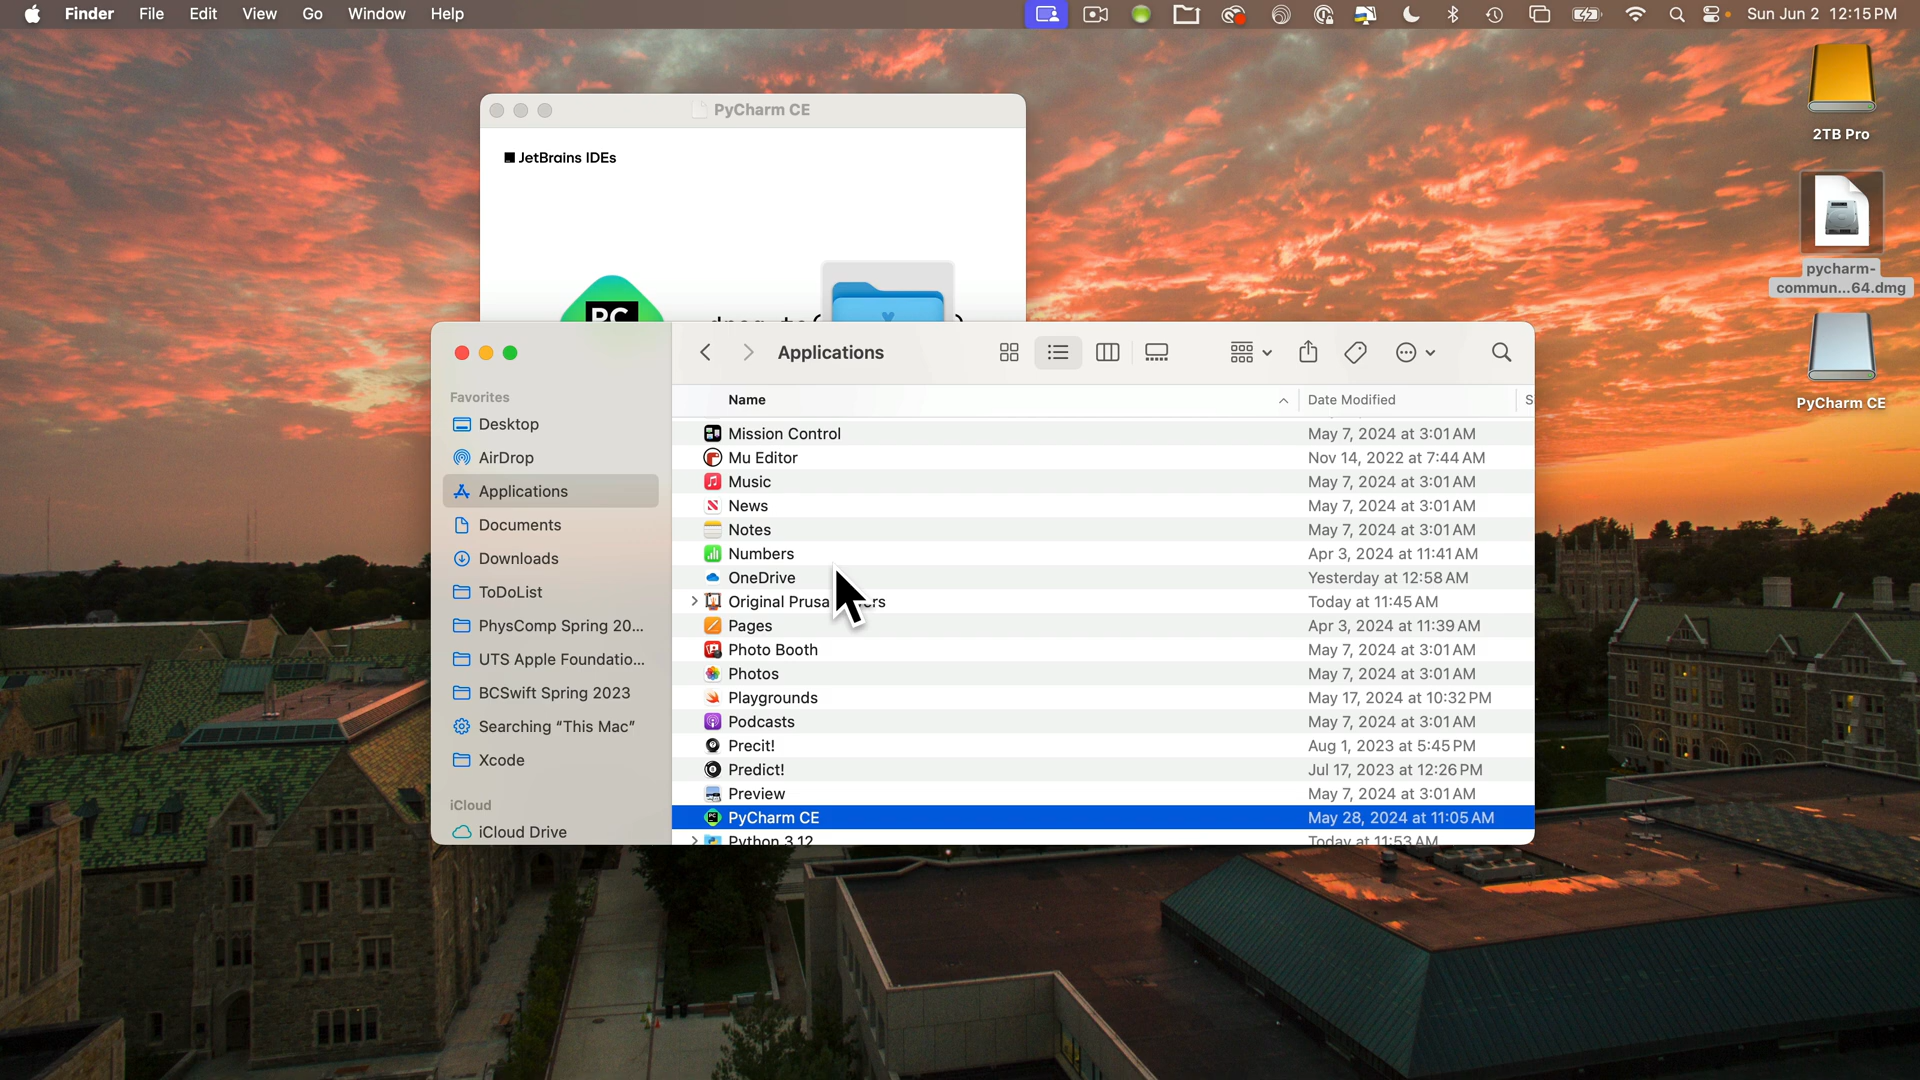 Finder File Edit View Go Window Help
Sun Jun 2 12:15 PM
2TB Pro
pycharm-
commun...64.dmg
PyCharm CE
PyCharm CE
JetBrains IDEs
PC
Applications
Name Date Modified S
Favorites
Desktop
AirDrop
Applications
Documents
Downloads
ToDoList
PhysComp Spring 20...
UTS Apple Foundatio...
BCSwift Spring 2023
Searching “This Mac”
Xcode
iCloud
iCloud Drive
Mission Control May 7, 2024 at 3:01 AM
Mu Editor Nov 14, 2022 at 7:44 AM
Music May 7, 2024 at 3:01 AM
News May 7, 2024 at 3:01 AM
Notes May 7, 2024 at 3:01 AM
Numbers Apr 3, 2024 at 11:41 AM
OneDrive Yesterday at 12:58 AM
Original Prusa Today at 11:45 AM
Pages Apr 3, 2024 at 11:39 AM
Photo Booth May 7, 2024 at 3:01 AM
Photos May 7, 2024 at 3:01 AM
Playgrounds May 17, 2024 at 10:32 PM
Podcasts May 7, 2024 at 3:01 AM
Precit! Aug 1, 2023 at 5:45 PM
Predict! Jul 17, 2023 at 12:26 PM
Preview May 7, 2024 at 3:01 AM
PyCharm CE May 28, 2024 at 11:05 AM
Python 3.12 Today at 11:53 AM